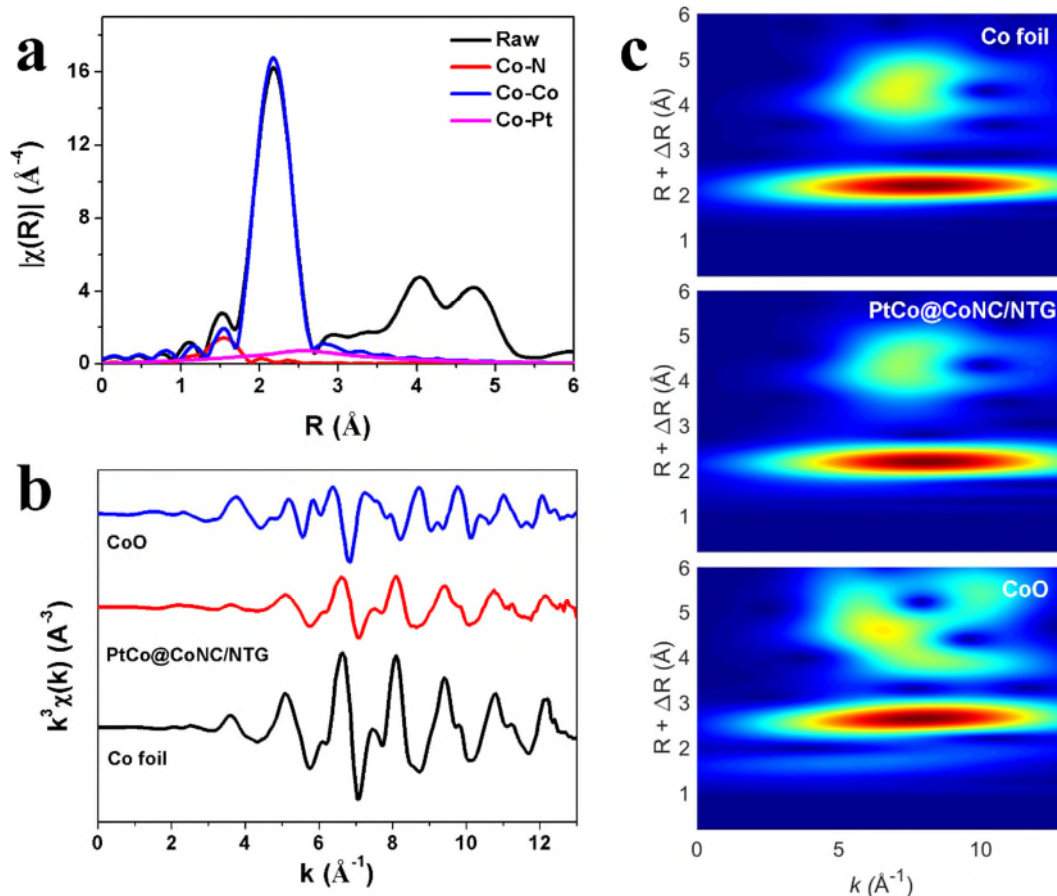 a
Raw
Co-N
Co-Co
Co-Pt
16
12
8
4
0
|χ(R)| (Å⁻⁴)
0 1 2 3 4 5 6
R (Å)
b
CoO
PtCo@CoNC/NTG
Co foil
k³χ(k) (A⁻³)
0 2 4 6 8 10 12
k (Å⁻¹)
c
Co foil
6
5
4
3
2
1
R + ΔR (Å)
PtCo@CoNC/NTG
6
5
4
3
2
1
R + ΔR (Å)
CoO
6
5
4
3
2
1
R + ΔR (Å)
0 5 10
k (Å⁻¹)